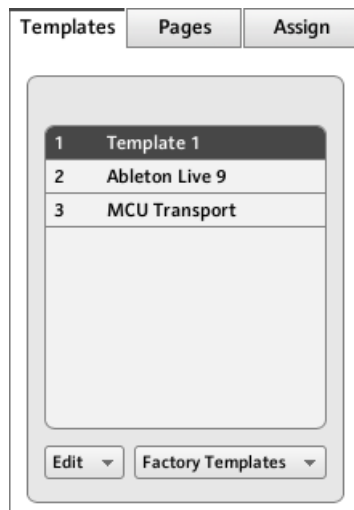 Templates Pages Assign
1 Template 1
2 Ableton Live 9
3 MCU Transport
Edit Factory Templates